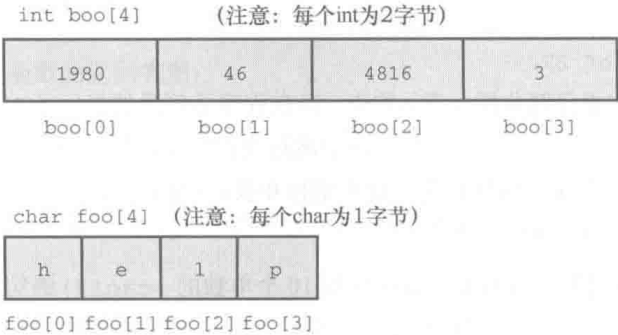 int boo[4] (注意：每个int为2字节)
1980 46 4816 3
boo[0] boo[1] boo[2] boo[3]
char foo[4] (注意：每个char为1字节)
h e l p
foo[0] foo[1] foo[2] foo[3]